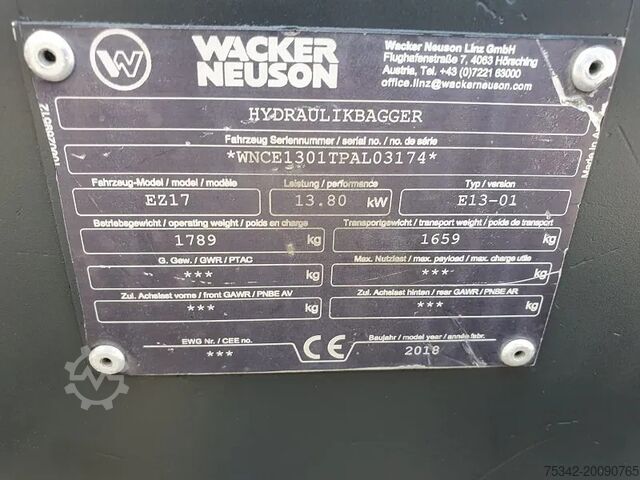 WACKER
NEUSON
Wacker Neuson Linz GmbH
Flughafenstraße 7, 4063 Hörsching
Austria, Tel. +43 (0)7221 63000
office.linz@wackerneuson.com
HYDRAULIKBAGGER
Fahrzeug Seriennummer / serial no. / no. de série
*WNCE1301TPAL03174*
Fahrzeug-Model / model / modèle
Leistung / performance
Typ / version
EZ17
13.80 kW
E13-01
Betriebsgewicht / operating weight / poids en charge
Transportgewicht / transport weight / poids de transport
1789 kg
1659 kg
G. Gew. / GWR / PTAC
Max. Nutzlast / max. payload / max. charge utile
*** kg
*** kg
Zul. Achslast vorne / front GAWR / PNBE AV
Zul. Achslast hinten / rear GAWR / PNBE AR
*** kg
*** kg
EWG Nr. / CEE no.
Baujahr / model year / année fabr.
***
CE
2018
Made in
75342-20090765